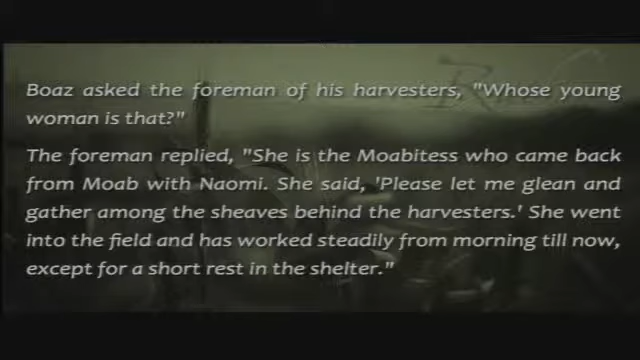 Boaz asked the foreman of his harvesters, "Whose young
woman is that?"
The foreman replied, "She is the Moabitess who came back
from Moab with Naomi. She said, 'Please let me glean and
gather among the sheaves behind the harvesters.' She went
into the field and has worked steadily from morning till now,
except for a short rest in the shelter."